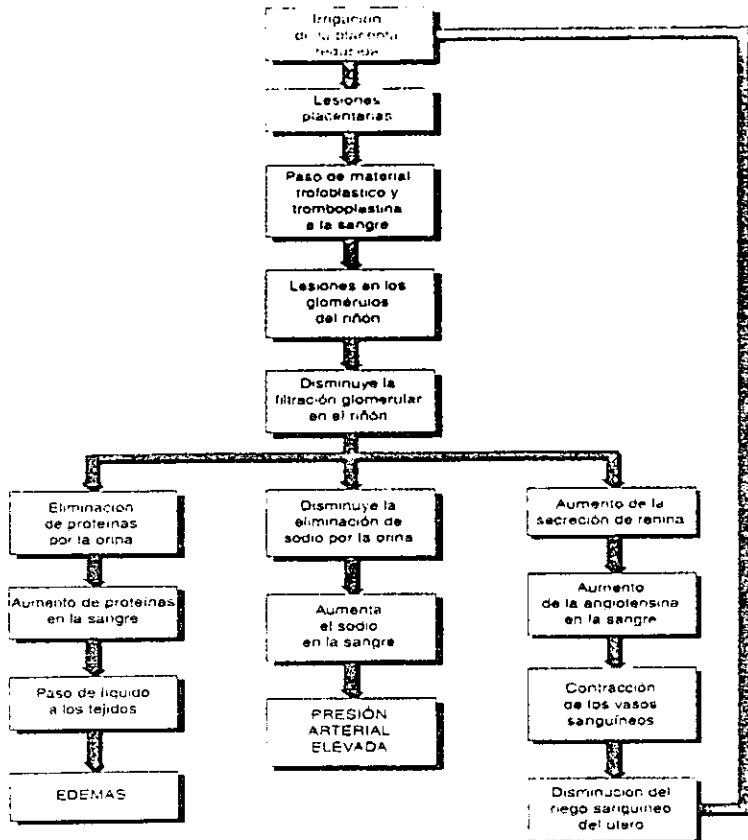 Irrigación
de la placenta
reducida
Lesiones
placentarias
Paso de material
trofoblástico y
tromboplastina
a la sangre
Lesiones en los
glomérulos
del riñón
Disminuye la
filtración glomerular
en el riñón
Eliminación
de proteínas
por la orina
Aumento de proteínas
en la sangre
Paso de líquido
a los tejidos
EDEMAS
Disminuye la
eliminación de
sodio por la orina
Aumenta
el sodio
en la sangre
PRESIÓN
ARTERIAL
ELEVADA
Aumento de la
secreción de renina
Aumento
de la angiotensina
en la sangre
Contracción
de los vasos
sanguíneos
Disminución del
riego sanguíneo
del utero